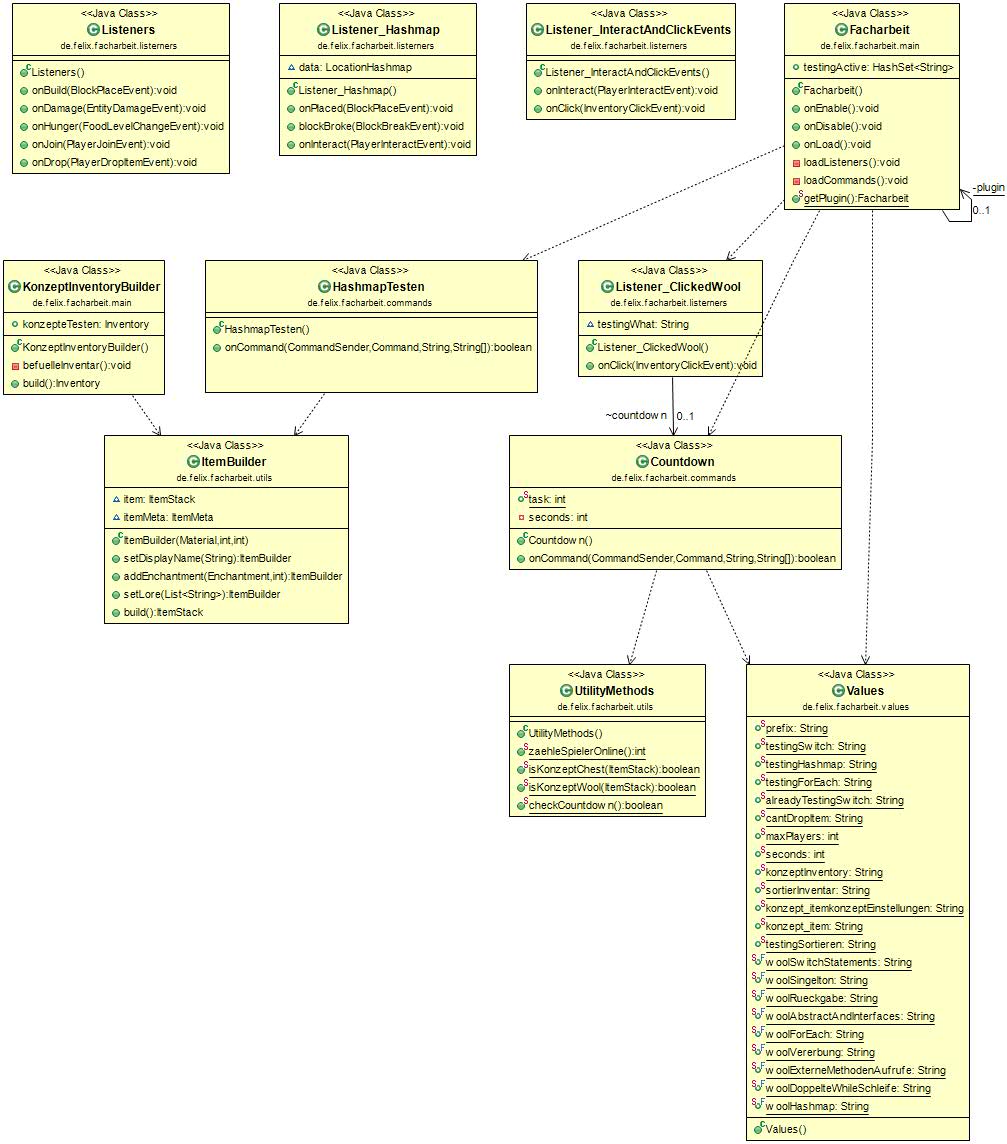 <<Java Class>>
Listeners
de.felix.facharbeit.listerners
Listeners()
onBuild(BlockPlaceEvent):void
onDamage(EntityDamageEvent):void
onHunger(FoodLevelChangeEvent):void
onJoin(PlayerJoinEvent):void
onDrop(PlayerDropItemEvent):void
<<Java Class>>
Listener_Hashmap
de.felix.facharbeit.listerners
data: LocationHashmap
Listener_Hashmap()
onPlaced(BlockPlaceEvent):void
blockBroke(BlockBreakEvent):void
onInteract(PlayerInteractEvent):void
<<Java Class>>
Listener_InteractAndClickEvents
de.felix.facharbeit.listerners
Listener_InteractAndClickEvents()
onInteract(PlayerInteractEvent):void
onClick(InventoryClickEvent):void
<<Java Class>>
Facharbeit
de.felix.facharbeit.main
testingActive: HashSet<String>
Facharbeit()
onEnable():void
onDisable():void
onLoad():void
loadListeners():void
loadCommands():void
getPlugin():Facharbeit
-plugin
0..1
<<Java Class>>
KonzeptInventoryBuilder
de.felix.facharbeit.main
konzepteTesten: Inventory
KonzeptInventoryBuilder()
befuelleInventar():void
build():Inventory
<<Java Class>>
HashmapTesten
de.felix.facharbeit.commands
HashmapTesten()
onCommand(CommandSender,Command,String,String[]):boolean
<<Java Class>>
Listener_ClickedWool
de.felix.facharbeit.listerners
testingWhat: String
Listener_ClickedWool()
onClick(InventoryClickEvent):void
~countdown
0..1
<<Java Class>>
ItemBuilder
de.felix.facharbeit.utils
item: ItemStack
itemMeta: ItemMeta
ItemBuilder(Material,int,int)
setDisplayName(String):ItemBuilder
addEnchantment(Enchantment,int):ItemBuilder
setLore(List<String>):ItemBuilder
build():ItemStack
<<Java Class>>
Countdown
de.felix.facharbeit.commands
task: int
seconds: int
Countdown()
onCommand(CommandSender,Command,String,String[]):boolean
<<Java Class>>
UtilityMethods
de.felix.facharbeit.utils
UtilityMethods()
zaehleSpielerOnline():int
isKonzeptChest(ItemStack):boolean
isKonzeptWool(ItemStack):boolean
checkCountdown():boolean
<<Java Class>>
Values
de.felix.facharbeit.values
prefix: String
testingSwitch: String
testingHashmap: String
testingForEach: String
alreadyTestingSwitch: String
cantDropItem: String
maxPlayers: int
seconds: int
konzeptInventory: String
sortierInventar: String
konzept_itemkonzeptEinstellungen: String
konzept_item: String
testingSortieren: String
woolSwitchStatements: String
woolSingelton: String
woolRueckgabe: String
woolAbstractAndInterfaces: String
woolForEach: String
woolVererbung: String
woolExterneMethodenAufrufe: String
woolDoppelteWhileSchleife: String
woolHashmap: String
Values()